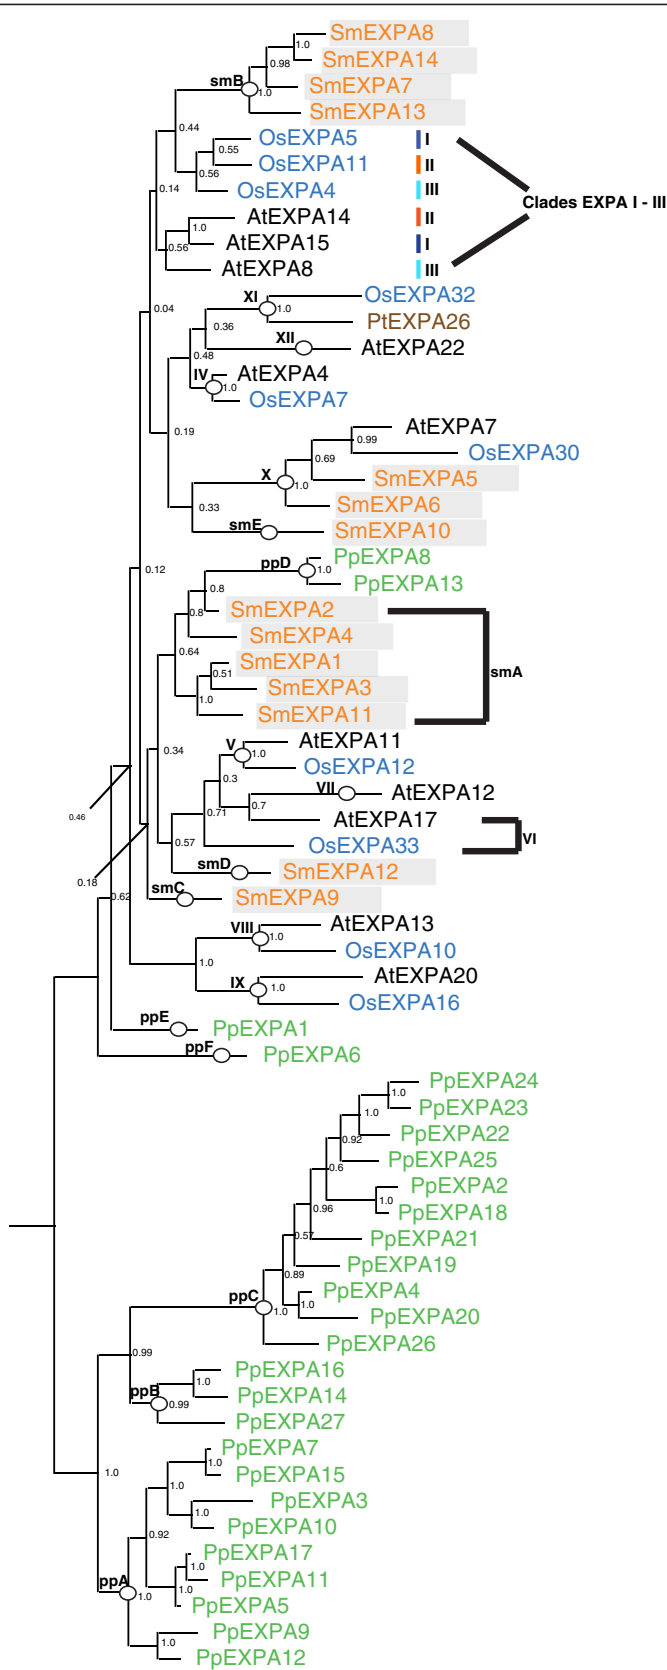 SmEXPA8
1.0
SmEXPA14
0.98
smB
SmEXPA7
1.0
SmEXPA13
0.44
OsEXPA5
I
0.55
OsEXPA11
II
0.56
OsEXPA4
III
0.14
Clades EXPA I - III
AtEXPA14
II
1.0
AtEXPA15
I
0.56
AtEXPA8
III
XI
OsEXPA32
0.04
1.0
PtEXPA26
0.36
XII
AtEXPA22
0.48
IV
AtEXPA4
1.0
OsEXPA7
0.19
AtEXPA7
0.99
OsEXPA30
0.69
X
SmEXPA5
1.0
SmEXPA6
0.33
smE
SmEXPA10
PpEXPA8
ppD
1.0
0.12
PpEXPA13
0.8
SmEXPA2
0.8
SmEXPA4
0.64
SmEXPA1
0.51
smA
SmEXPA3
1.0
SmEXPA11
0.34
AtEXPA11
V
1.0
OsEXPA12
0.3
VII
AtEXPA12
0.7
0.71
0.46
AtEXPA17
VI
0.57
OsEXPA33
smD
SmEXPA12
0.18
smC
0.62
SmEXPA9
AtEXPA13
VIII
1.0
OsEXPA10
1.0
AtEXPA20
IX
1.0
OsEXPA16
ppE
PpEXPA1
ppF
PpEXPA6
PpEXPA24
1.0
PpEXPA23
1.0
PpEXPA22
0.92
PpEXPA25
0.6
PpEXPA2
1.0
0.96
PpEXPA18
0.57
PpEXPA21
PpEXPA19
0.89
PpEXPA4
ppC
1.0
1.0
PpEXPA20
PpEXPA26
0.99
PpEXPA16
1.0
ppB
PpEXPA14
0.99
PpEXPA27
PpEXPA7
1.0
1.0
PpEXPA15
1.0
PpEXPA3
1.0
PpEXPA10
0.92
PpEXPA17
1.0
ppA
PpEXPA11
1.0
1.0
PpEXPA5
PpEXPA9
1.0
PpEXPA12